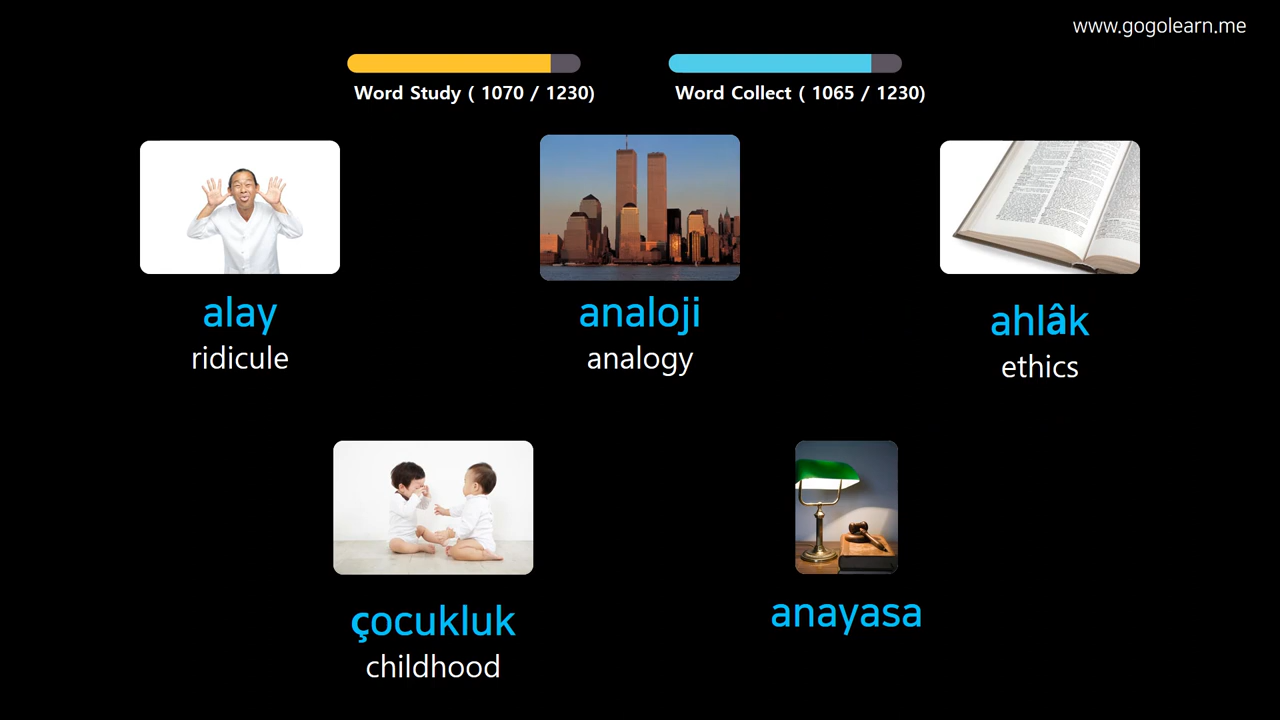 www.gogolearn.me
Word Study ( 1070 / 1230)
Word Collect ( 1065 / 1230)
alay
ridicule
analoji
analogy
ahlâk
ethics
çocukluk
childhood
anayasa